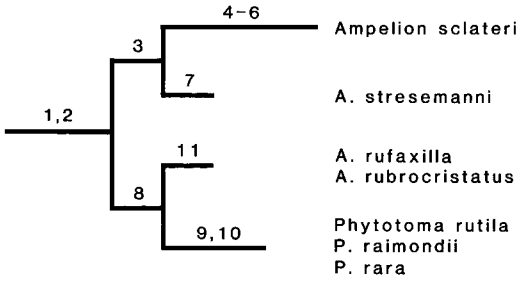 4-6
Ampelion sclateri
3
7
A. stresemanni
1,2
11
A. rufaxilla
A. rubrocristatus
8
9,10
Phytotoma rutila
P. raimondii
P. rara